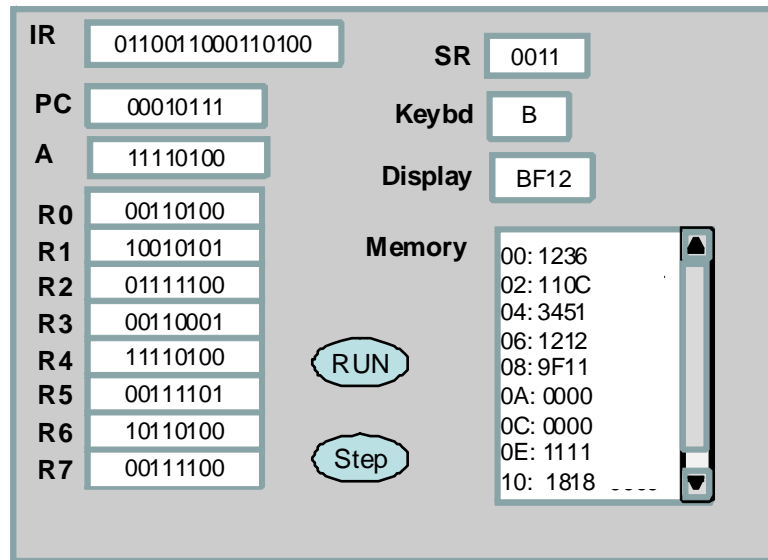 IR 0110011000110100
SR 0011
PC 00010111
Keybd B
A 11110100
Display BF12
R0 00110100
R1 10010101
R2 01111100
R3 00110001
R4 11110100
R5 00111101
R6 10110100
R7 00111100
Memory
00: 1236
02: 110C
04: 3451
06: 1212
08: 9F11
0A: 0000
0C: 0000
0E: 1111
10: 1818
RUN
Step